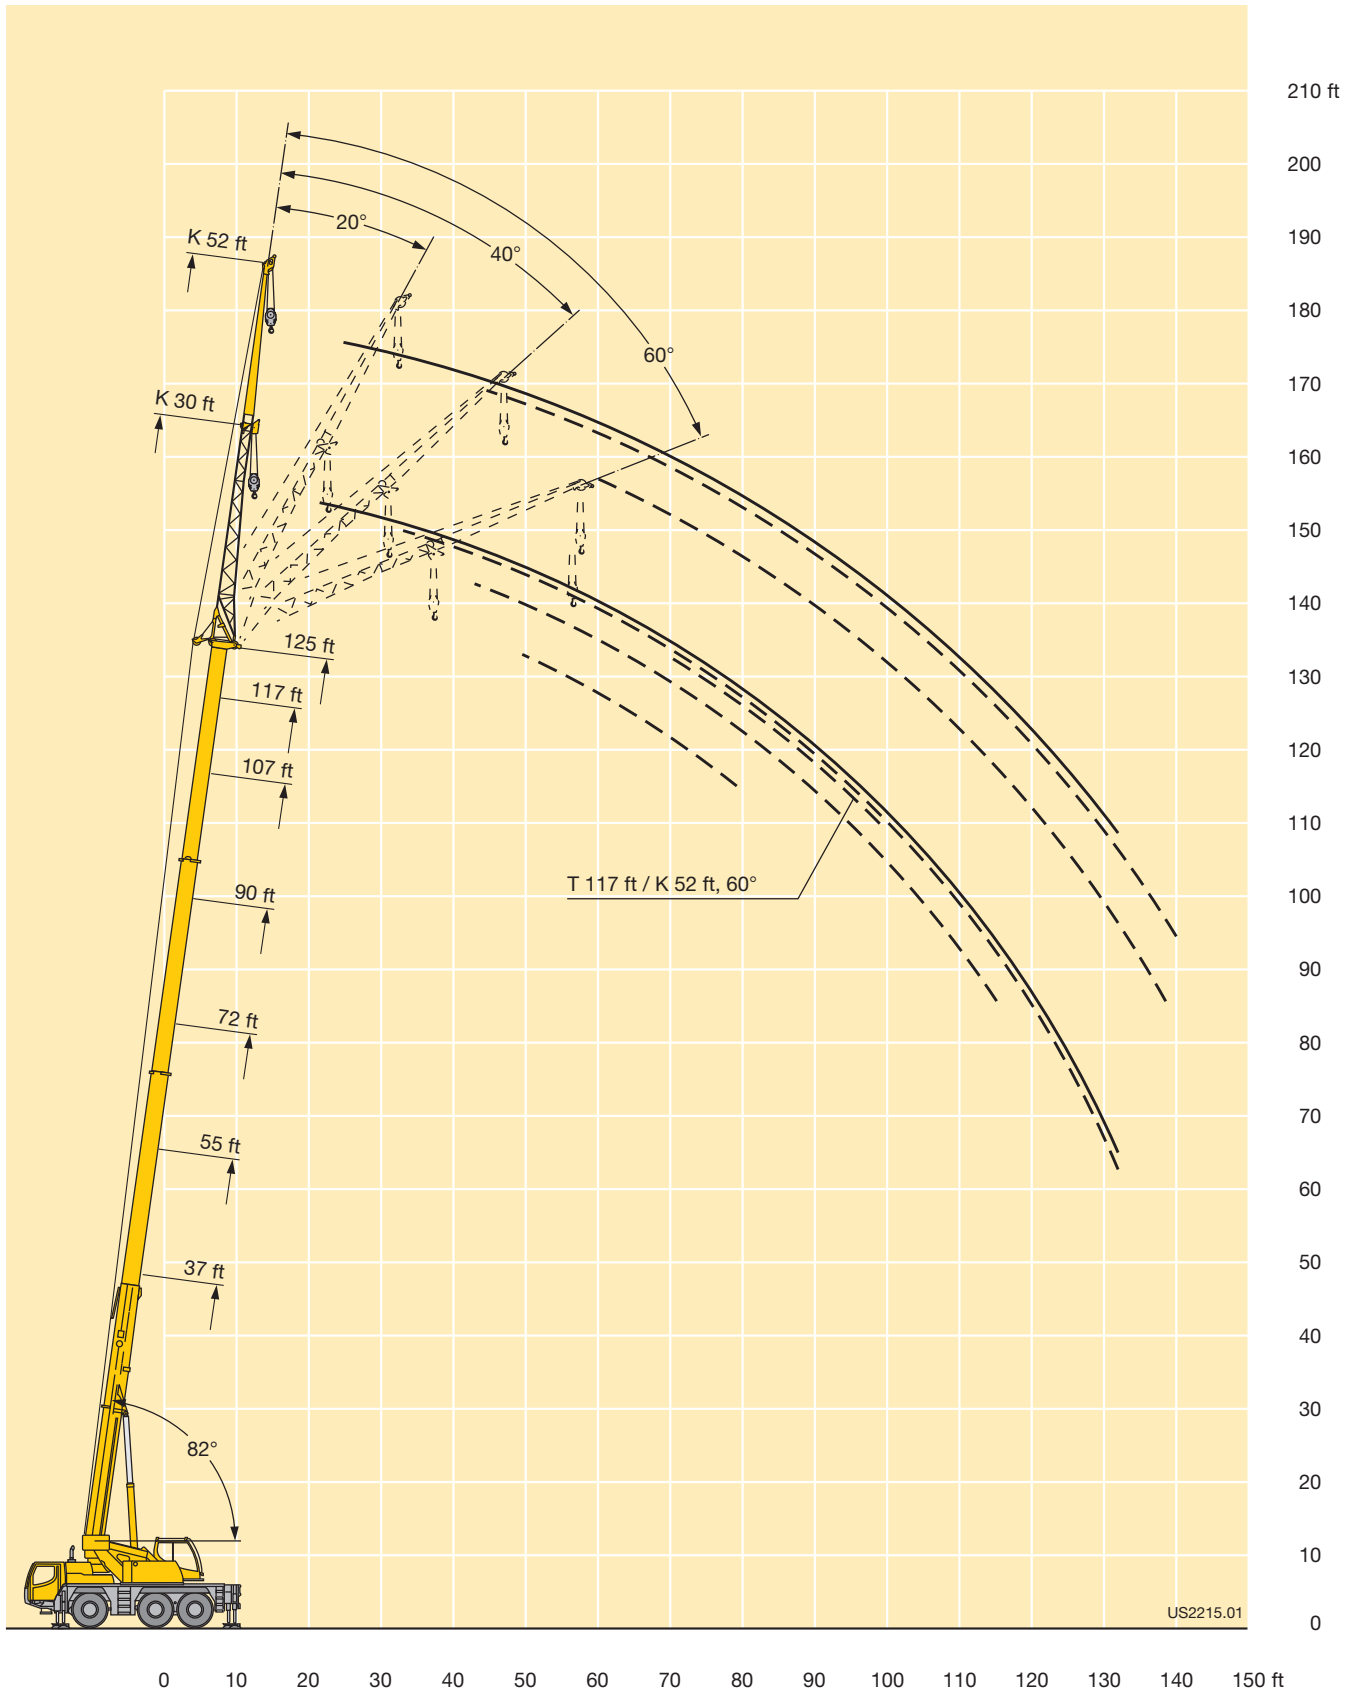 210 ft
200
190
180
170
160
150
140
130
120
110
100
90
80
70
60
50
40
30
20
10
0
K 52 ft
20°
40°
60°
K 30 ft
125 ft
117 ft
107 ft
90 ft
72 ft
55 ft
37 ft
82°
T 117 ft / K 52 ft, 60°
US2215.01
0 10 20 30 40 50 60 70 80 90 100 110 120 130 140 150 ft